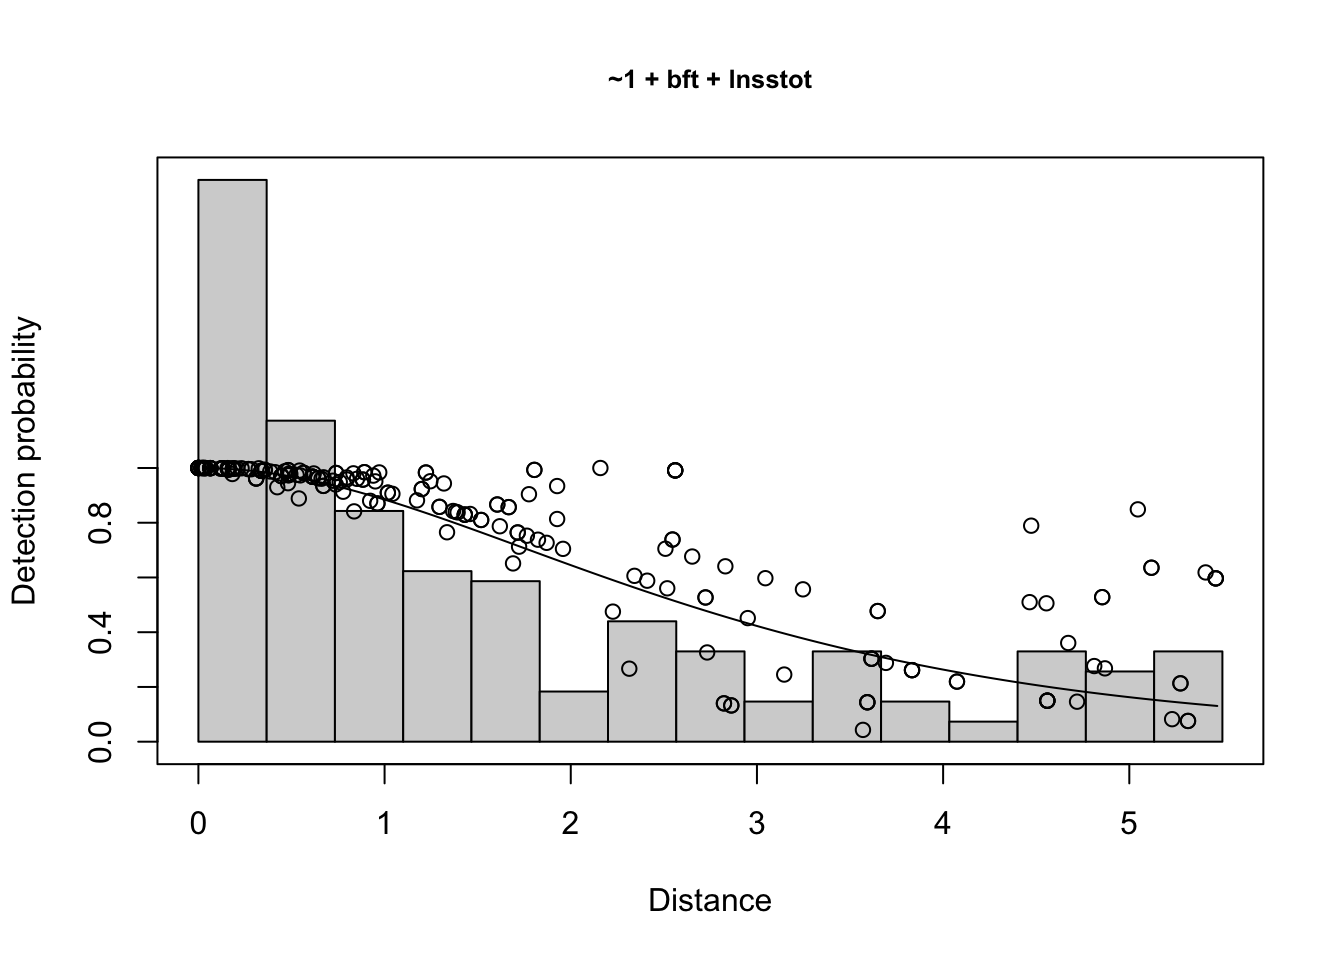 ~1 + bft + lnsstot
Detection probability
0.8
0.4
0.0
0 1 2 3 4 5
Distance